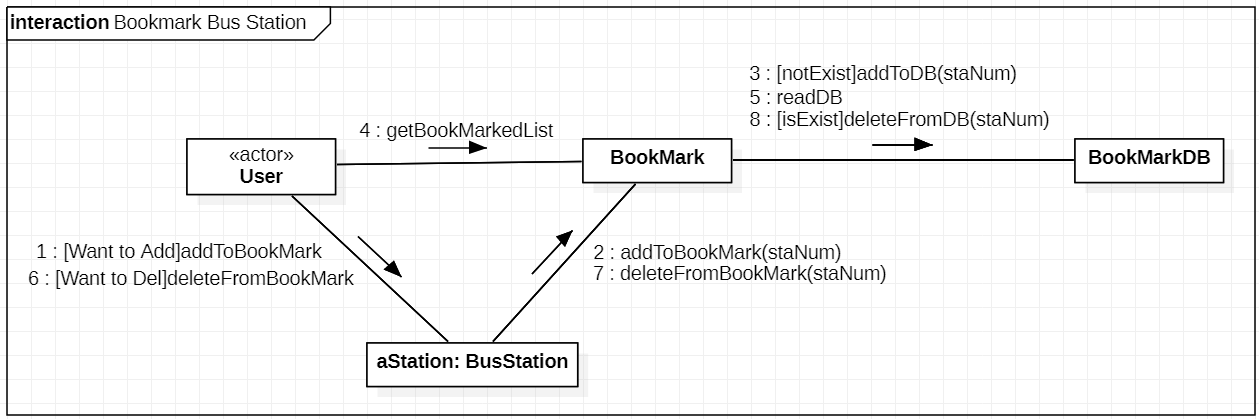 interaction Bookmark Bus Station
3 : [notExist]addToDB(staNum)
5 : readDB
8 : [isExist]deleteFromDB(staNum)
4 : getBookMarkedList
«actor»
User
BookMark
BookMarkDB
1 : [Want to Add]addToBookMark
6 : [Want to Del]deleteFromBookMark
2 : addToBookMark(staNum)
7 : deleteFromBookMark(staNum)
aStation: BusStation